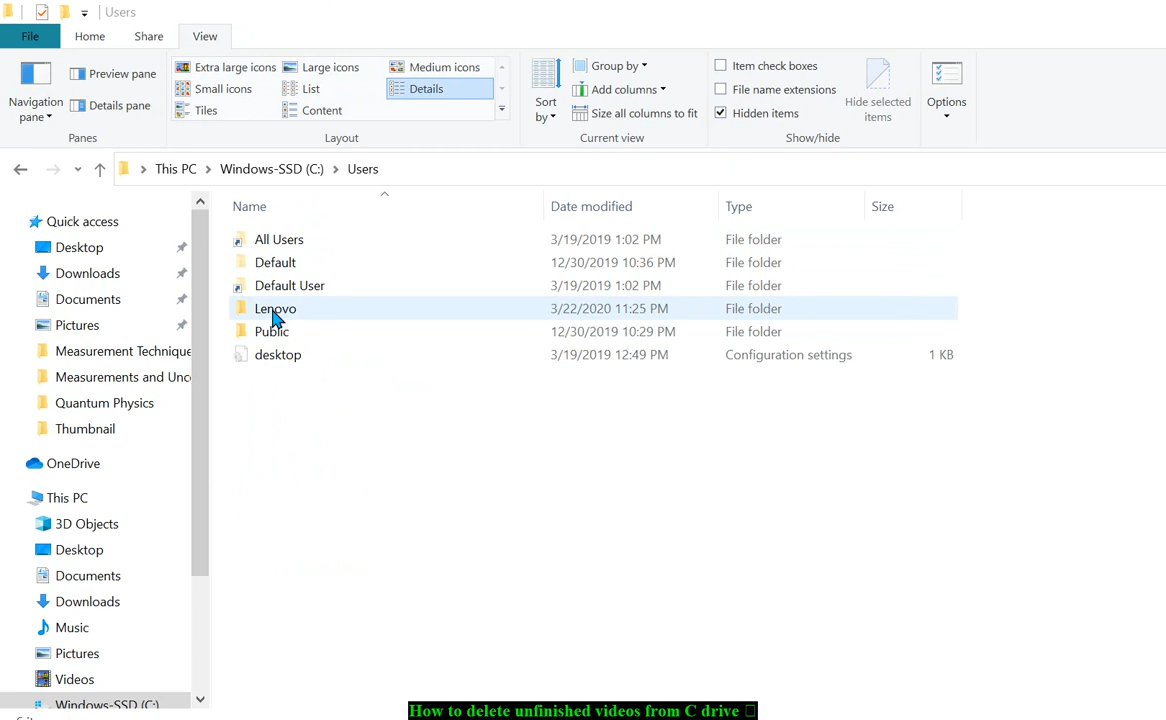 Users
File Home Share View
Navigation pane
Preview pane
Details pane
Panes
Extra large icons Large icons Medium icons
Small icons List Details
Tiles Content
Layout
Sort by
Group by
Add columns
Size all columns to fit
Current view
Item check boxes
File name extensions
Hidden items
Hide selected items
Show/hide
Options
This PC > Windows-SSD (C:) > Users
Quick access
Desktop
Downloads
Documents
Pictures
Measurement Technique
Measurements and Unc
Quantum Physics
Thumbnail
OneDrive
This PC
3D Objects
Desktop
Documents
Downloads
Music
Pictures
Videos
Windows-SSD (C:)
Name Date modified Type Size
All Users 3/19/2019 1:02 PM File folder
Default 12/30/2019 10:36 PM File folder
Default User 3/19/2019 1:02 PM File folder
Lenovo 3/22/2020 11:25 PM File folder
Public 12/30/2019 10:29 PM File folder
desktop 3/19/2019 12:49 PM Configuration settings 1 KB
How to delete unfinished videos from C drive